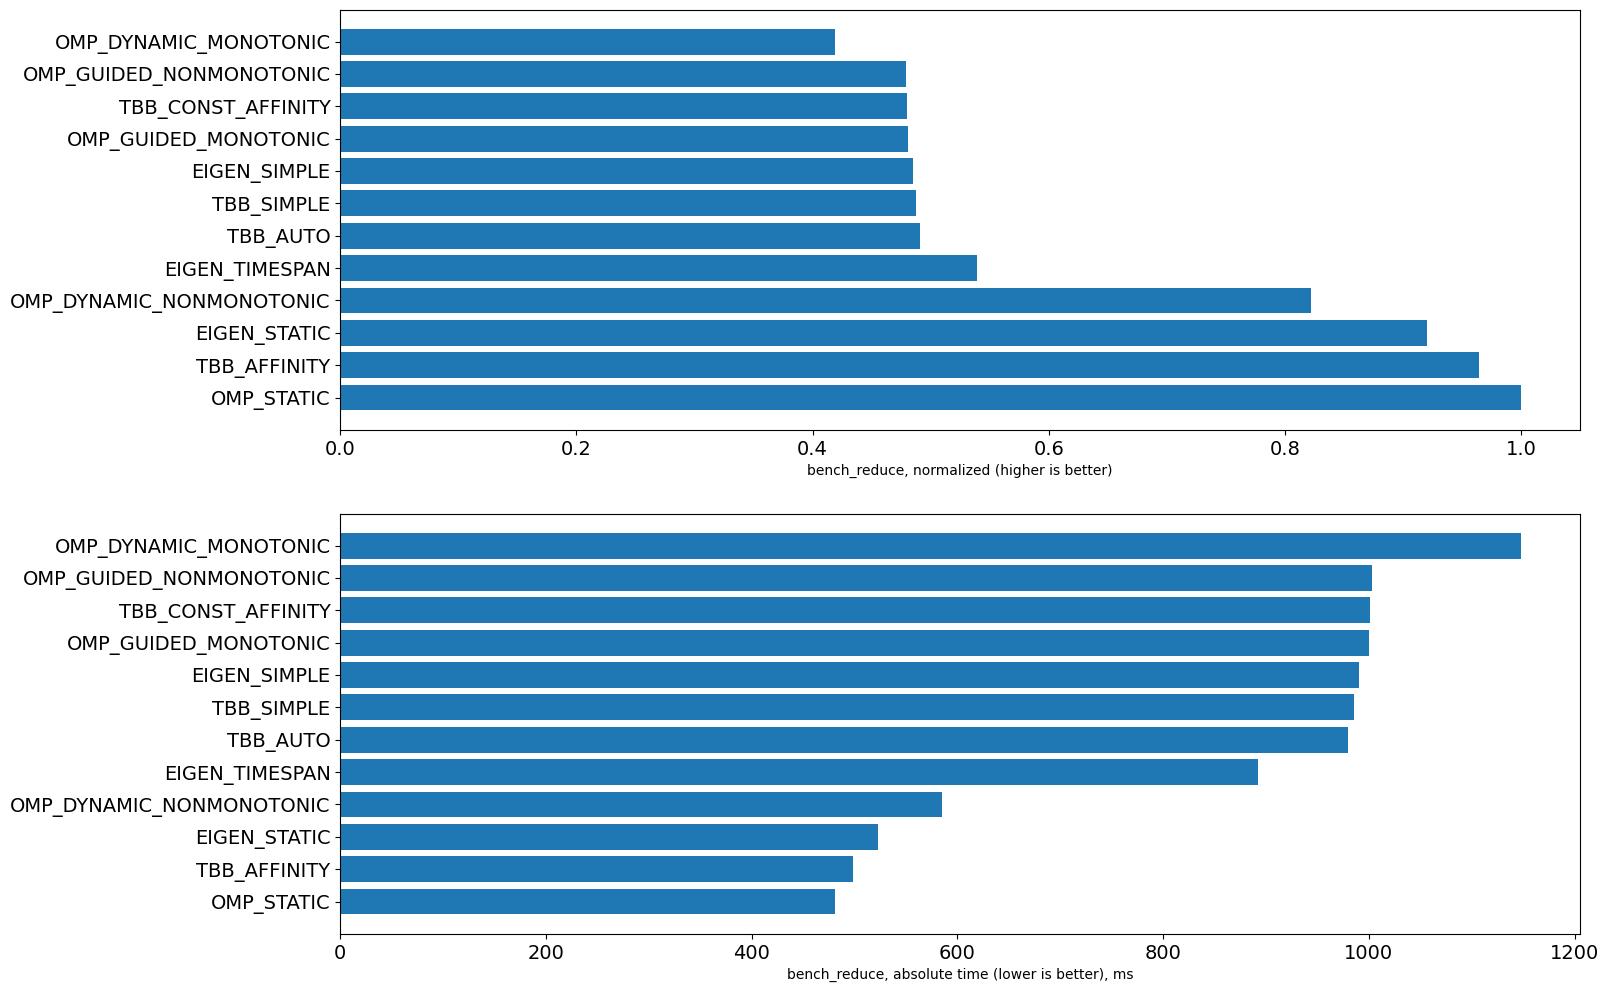 OMP_DYNAMIC_MONOTONIC
OMP_GUIDED_NONMONOTONIC
TBB_CONST_AFFINITY
OMP_GUIDED_MONOTONIC
EIGEN_SIMPLE
TBB_SIMPLE
TBB_AUTO
EIGEN_TIMESPAN
OMP_DYNAMIC_NONMONOTONIC
EIGEN_STATIC
TBB_AFFINITY
OMP_STATIC
0.0 0.2 0.4 0.6 0.8 1.0
bench_reduce, normalized (higher is better)
OMP_DYNAMIC_MONOTONIC
OMP_GUIDED_NONMONOTONIC
TBB_CONST_AFFINITY
OMP_GUIDED_MONOTONIC
EIGEN_SIMPLE
TBB_SIMPLE
TBB_AUTO
EIGEN_TIMESPAN
OMP_DYNAMIC_NONMONOTONIC
EIGEN_STATIC
TBB_AFFINITY
OMP_STATIC
0 200 400 600 800 1000 1200
bench_reduce, absolute time (lower is better), ms